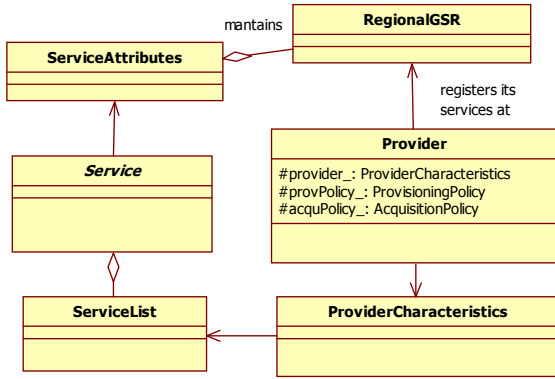 mantains
RegionalGSR
ServiceAttributes
registers its
services at
Provider
#provider_: ProviderCharacteristics
#provPolicy_: ProvisioningPolicy
#acquPolicy_: AcquisitionPolicy
Service
ServiceList
ProviderCharacteristics